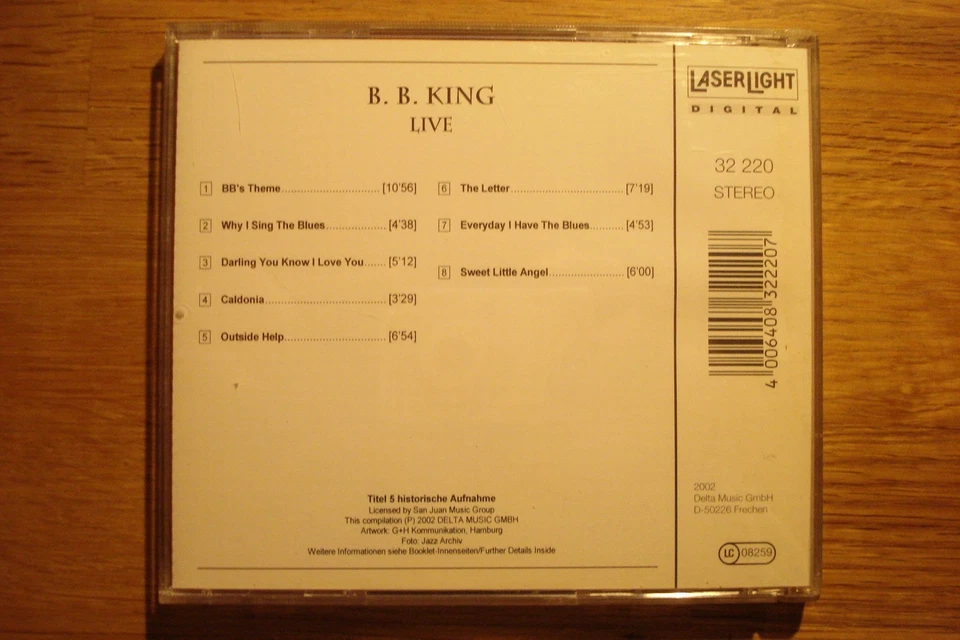 B. B. KING
LIVE
1 BB's Theme.......................... [10'56]
2 Why I Sing The Blues................ [4'38]
3 Darling You Know I Love You...... [5'12]
4 Caldonia................................ [3'29]
5 Outside Help........................... [6'54]
6 The Letter............................. [7'19]
7 Everyday I Have The Blues.......... [4'53]
8 Sweet Little Angel.................... [6'00]
Titel 5 historische Aufnahme
Licensed by San Juan Music Group
This compilation (P) 2002 DELTA MUSIC GMBH
Artwork: G+H Kommunikation, Hamburg
Foto: Jazz Archiv
Weitere Informationen siehe Booklet-Innenseiten/Further Details Inside
LASERLIGHT
DIGITAL
32 220
STEREO
4 006408 322207
2002
Delta Music GmbH
D-50226 Frechen
LC 08259